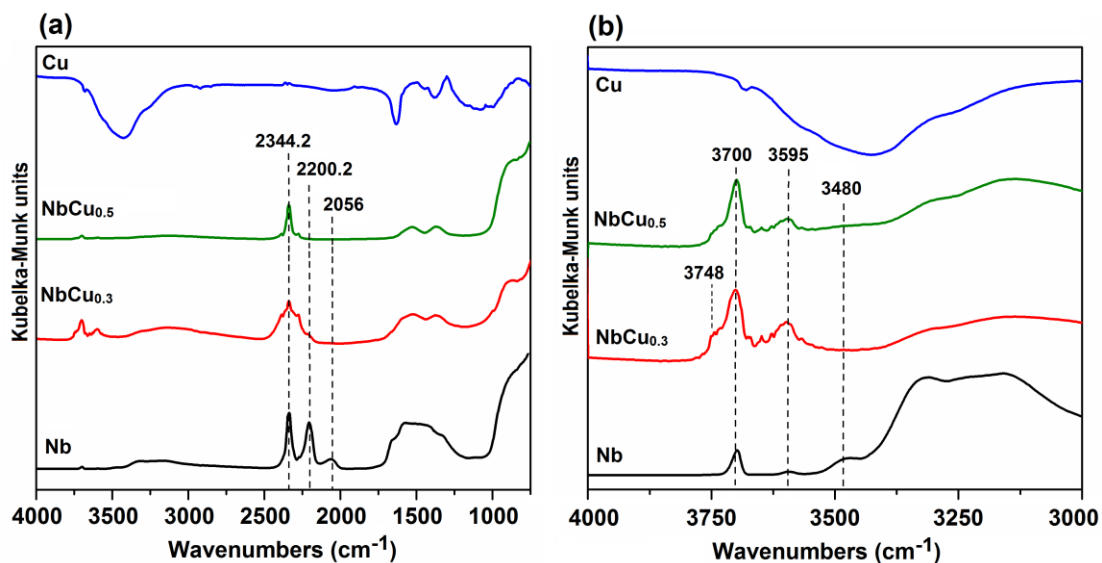 (a)
Cu
2344.2
2200.2
2056
NbCu0.5
NbCu0.3
Nb
Kubelka-Munk units
4000 3500 3000 2500 2000 1500 1000
Wavenumbers (cm-1)
(b)
Cu
3700 3595
3480
NbCu0.5
3748
NbCu0.3
Nb
Kubelka-Munk units
4000 3750 3500 3250 3000
Wavenumbers (cm-1)